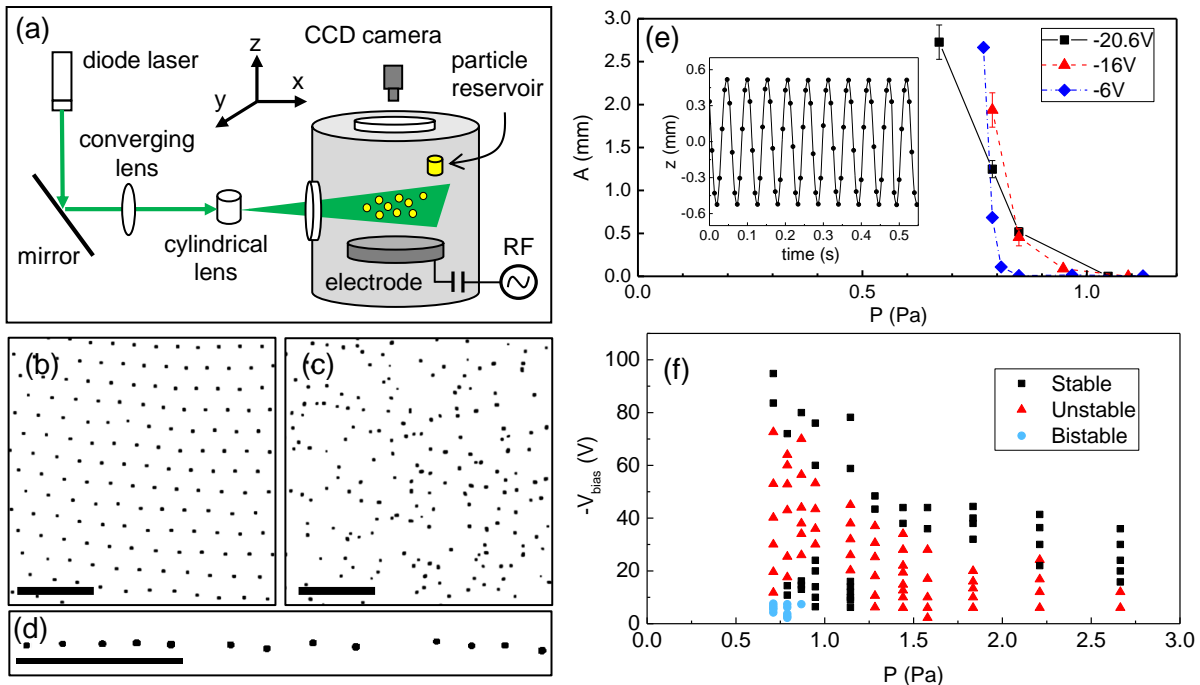 (a)
diode laser
z
x
y
CCD camera
particle
reservoir
converging
lens
mirror
cylindrical
lens
electrode
RF
(b)
(c)
(d)
(e)
3.0
2.5
2.0
1.5
1.0
0.5
0.0
A (mm)
0.0
0.5
1.0
P (Pa)
-20.6V
-16V
-6V
0.6
0.3
0.0
-0.3
-0.6
z (mm)
0.0 0.1 0.2 0.3 0.4 0.5
time (s)
(f)
100
80
60
40
20
0
-Vbias (V)
0.0 0.5 1.0 1.5 2.0 2.5 3.0
P (Pa)
Stable
Unstable
Bistable